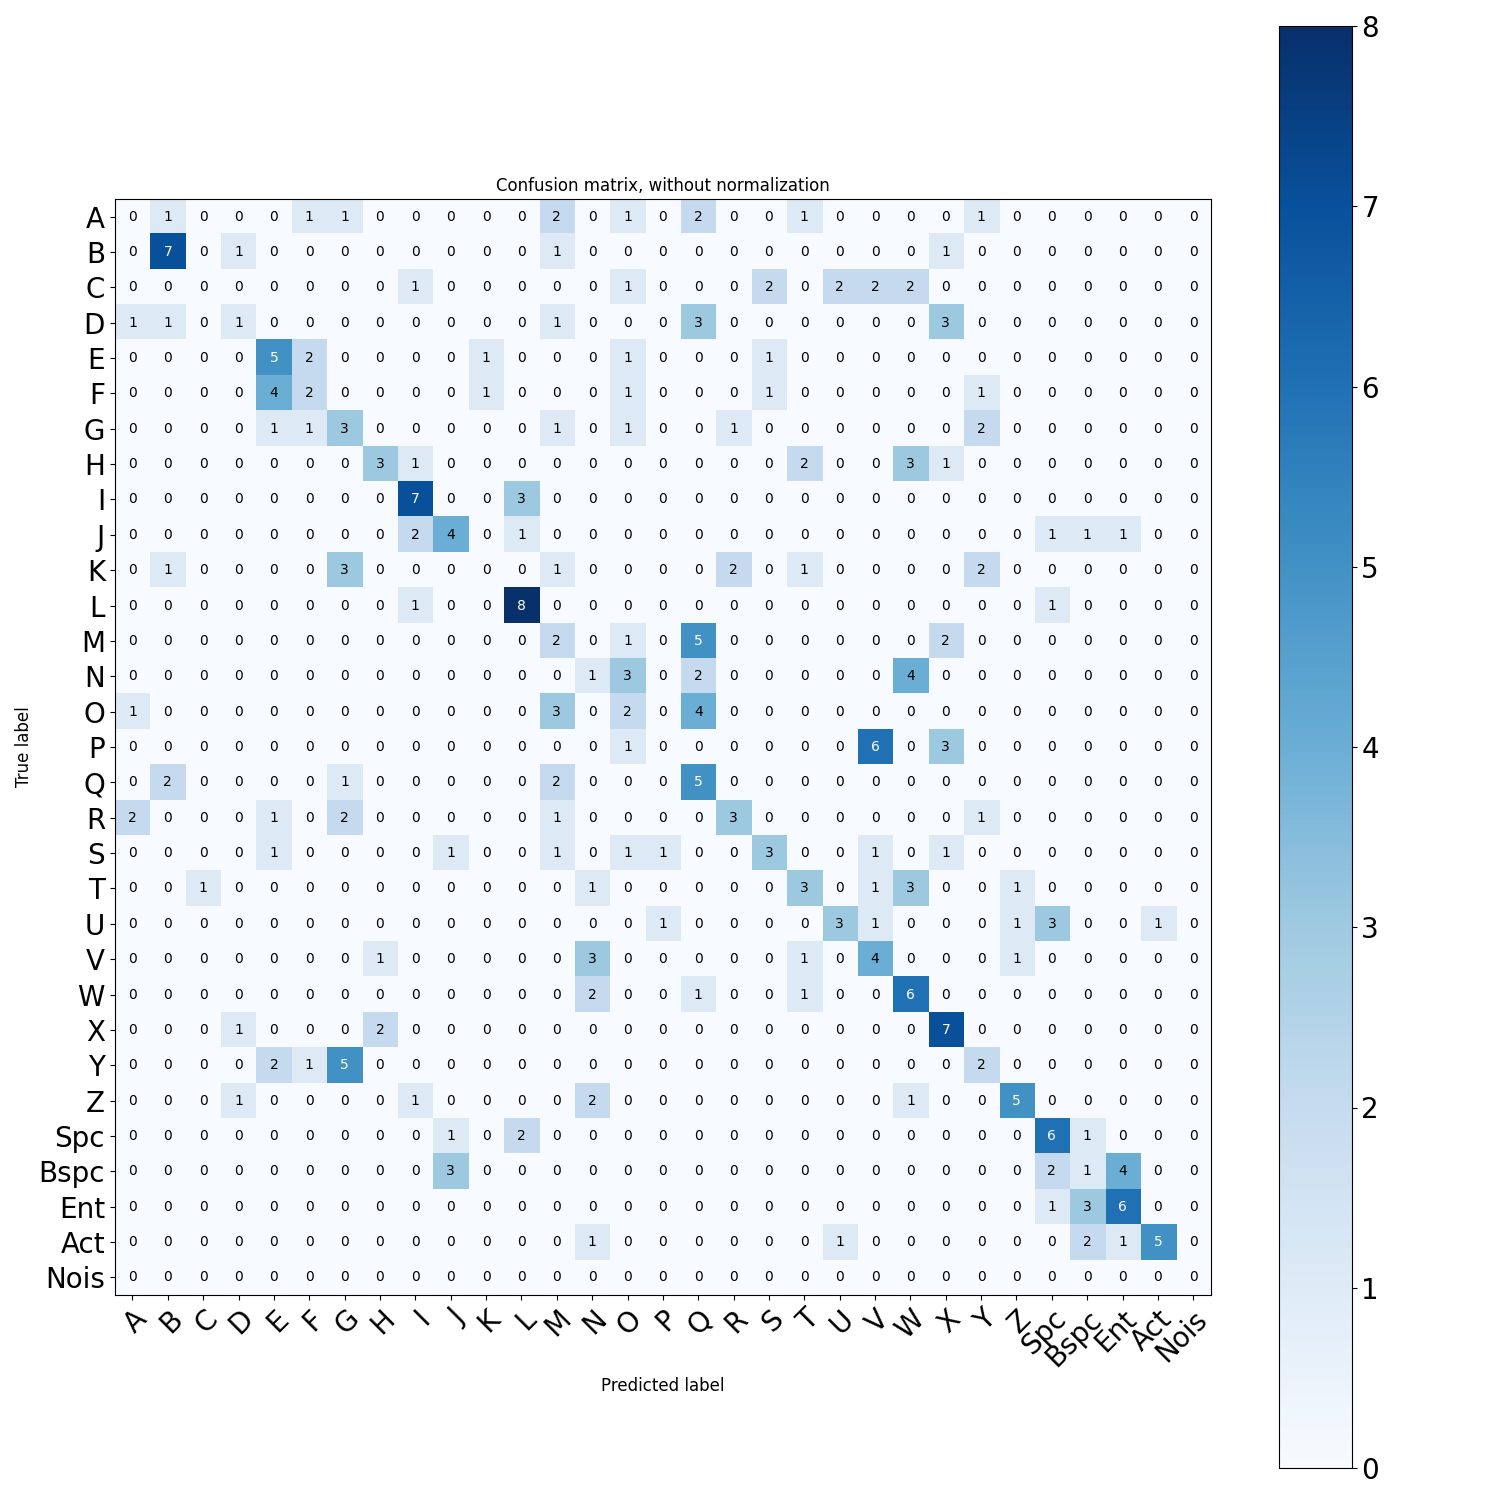 Confusion matrix, without normalization
A 0 1 0 0 0 1 1 0 0 0 0 0 2 0 1 0 2 0 0 1 0 0 0 0 1 0 0 0 0 0 0
B 0 7 0 1 0 0 0 0 0 0 0 0 1 0 0 0 0 0 0 0 0 0 0 1 0 0 0 0 0 0 0
C 0 0 0 0 0 0 0 0 1 0 0 0 0 0 1 0 0 0 2 0 2 2 2 0 0 0 0 0 0 0 0
D 1 1 0 1 0 0 0 0 0 0 0 0 1 0 0 0 3 0 0 0 0 0 0 3 0 0 0 0 0 0 0
E 0 0 0 0 5 2 0 0 0 0 1 0 0 0 1 0 0 0 1 0 0 0 0 0 0 0 0 0 0 0 0
F 0 0 0 0 4 2 0 0 0 0 1 0 0 0 1 0 0 0 1 0 0 0 0 0 1 0 0 0 0 0 0
G 0 0 0 0 1 1 3 0 0 0 0 0 1 0 1 0 0 1 0 0 0 0 0 0 2 0 0 0 0 0 0
H 0 0 0 0 0 0 0 3 1 0 0 0 0 0 0 0 0 0 0 2 0 0 3 1 0 0 0 0 0 0 0
I 0 0 0 0 0 0 0 0 7 0 0 3 0 0 0 0 0 0 0 0 0 0 0 0 0 0 0 0 0 0 0
J 0 0 0 0 0 0 0 0 2 4 0 1 0 0 0 0 0 0 0 0 0 0 0 0 0 0 1 1 1 0 0
K 0 1 0 0 0 0 3 0 0 0 0 0 1 0 0 0 0 2 0 1 0 0 0 0 2 0 0 0 0 0 0
L 0 0 0 0 0 0 0 0 1 0 0 8 0 0 0 0 0 0 0 0 0 0 0 0 0 0 1 0 0 0 0
M 0 0 0 0 0 0 0 0 0 0 0 0 2 0 1 0 5 0 0 0 0 0 0 2 0 0 0 0 0 0 0
N 0 0 0 0 0 0 0 0 0 0 0 0 0 1 3 0 2 0 0 0 0 0 4 0 0 0 0 0 0 0 0
O 1 0 0 0 0 0 0 0 0 0 0 0 3 0 2 0 4 0 0 0 0 0 0 0 0 0 0 0 0 0 0
P 0 0 0 0 0 0 0 0 0 0 0 0 0 0 1 0 0 0 0 0 0 6 0 3 0 0 0 0 0 0 0
Q 0 2 0 0 0 0 1 0 0 0 0 0 2 0 0 0 5 0 0 0 0 0 0 0 0 0 0 0 0 0 0
R 2 0 0 0 1 0 2 0 0 0 0 0 1 0 0 0 0 3 0 0 0 0 0 0 1 0 0 0 0 0 0
S 0 0 0 0 1 0 0 0 0 1 0 0 1 0 1 1 0 0 3 0 0 1 0 1 0 0 0 0 0 0 0
T 0 0 1 0 0 0 0 0 0 0 0 0 0 1 0 0 0 0 0 3 0 1 3 0 0 1 0 0 0 0 0
U 0 0 0 0 0 0 0 0 0 0 0 0 0 0 0 1 0 0 0 0 3 1 0 0 0 1 3 0 0 1 0
V 0 0 0 0 0 0 0 1 0 0 0 0 0 3 0 0 0 0 0 1 0 4 0 0 0 1 0 0 0 0 0
W 0 0 0 0 0 0 0 0 0 0 0 0 0 2 0 0 1 0 0 1 0 0 6 0 0 0 0 0 0 0 0
X 0 0 0 1 0 0 0 2 0 0 0 0 0 0 0 0 0 0 0 0 0 0 0 7 0 0 0 0 0 0 0
Y 0 0 0 0 2 1 5 0 0 0 0 0 0 0 0 0 0 0 0 0 0 0 0 0 2 0 0 0 0 0 0
Z 0 0 0 1 0 0 0 0 1 0 0 0 0 2 0 0 0 0 0 0 0 0 1 0 0 5 0 0 0 0 0
Spc 0 0 0 0 0 0 0 0 0 1 0 2 0 0 0 0 0 0 0 0 0 0 0 0 0 0 6 1 0 0 0
Bspc 0 0 0 0 0 0 0 0 0 3 0 0 0 0 0 0 0 0 0 0 0 0 0 0 0 0 2 1 4 0 0
Ent 0 0 0 0 0 0 0 0 0 0 0 0 0 0 0 0 0 0 0 0 0 0 0 0 0 0 1 3 6 0 0
Act 0 0 0 0 0 0 0 0 0 0 0 0 0 1 0 0 0 0 0 0 1 0 0 0 0 0 0 2 1 5 0
Nois 0 0 0 0 0 0 0 0 0 0 0 0 0 0 0 0 0 0 0 0 0 0 0 0 0 0 0 0 0 0 0
A B C D E F G H I J K L M N O P Q R S T U V W X Y Z Spc Bspc Ent Act Nois
Predicted label
True label
8
7
6
5
4
3
2
1
0